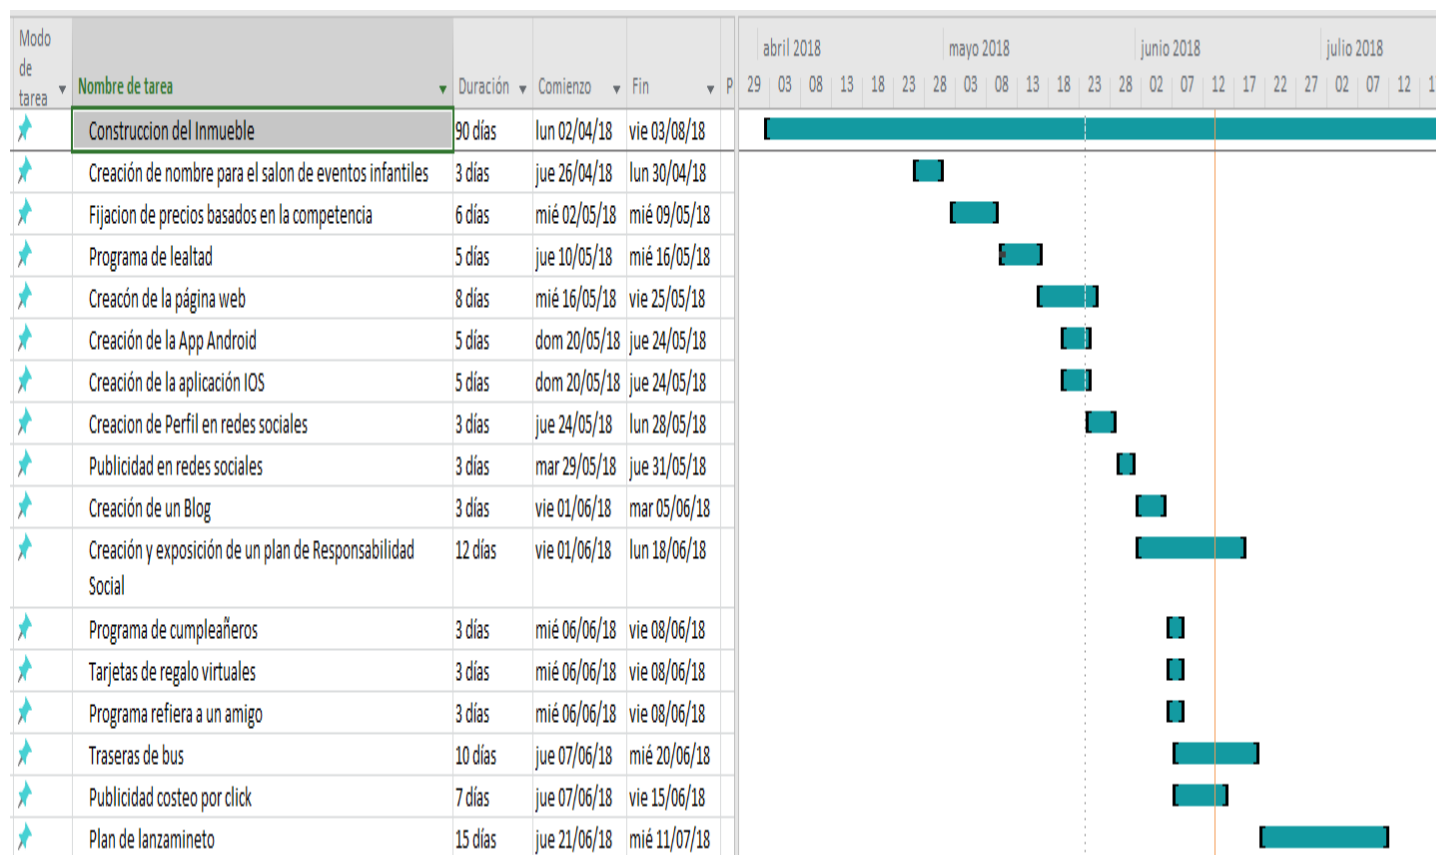 Modo de tarea Nombre de tarea Duración Comienzo Fin P
abril 2018 mayo 2018 junio 2018 julio 2018
29 03 08 13 18 23 28 03 08 13 18 23 28 02 07 12 17 22 27 02 07 12 1
Construccion del Inmueble 90 días lun 02/04/18 vie 03/08/18
Creación de nombre para el salon de eventos infantiles 3 días jue 26/04/18 lun 30/04/18
Fijacion de precios basados en la competencia 6 días mié 02/05/18 mié 09/05/18
Programa de lealtad 5 días jue 10/05/18 mié 16/05/18
Creacón de la página web 8 días mié 16/05/18 vie 25/05/18
Creación de la App Android 5 días dom 20/05/18 jue 24/05/18
Creación de la aplicación IOS 5 días dom 20/05/18 jue 24/05/18
Creacion de Perfil en redes sociales 3 días jue 24/05/18 lun 28/05/18
Publicidad en redes sociales 3 días mar 29/05/18 jue 31/05/18
Creación de un Blog 3 días vie 01/06/18 mar 05/06/18
Creación y exposición de un plan de Responsabilidad 12 días vie 01/06/18 lun 18/06/18
Social
Programa de cumpleañeros 3 días mié 06/06/18 vie 08/06/18
Tarjetas de regalo virtuales 3 días mié 06/06/18 vie 08/06/18
Programa refiera a un amigo 3 días mié 06/06/18 vie 08/06/18
Traseras de bus 10 días jue 07/06/18 mié 20/06/18
Publicidad costeo por click 7 días jue 07/06/18 vie 15/06/18
Plan de lanzamineto 15 días jue 21/06/18 mié 11/07/18